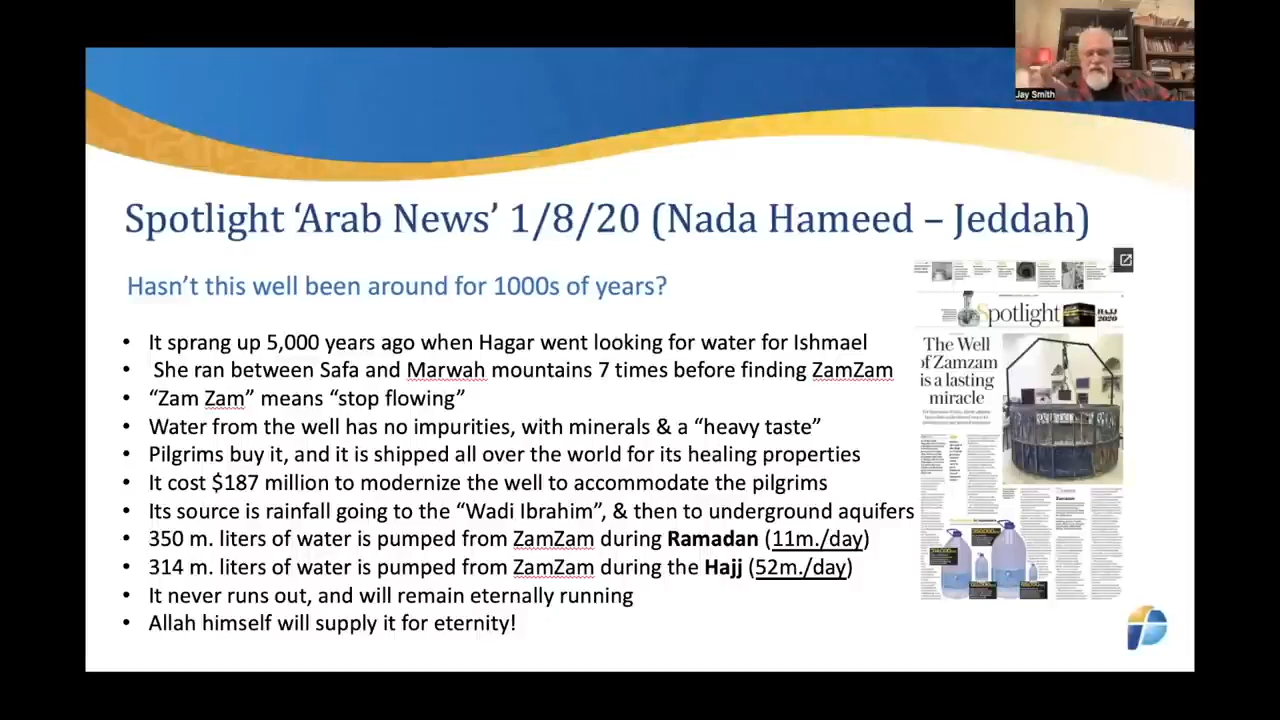 Jay Smith
Spotlight ‘Arab News’ 1/8/20 (Nada Hameed – Jeddah)
Hasn’t this well been around for 1000s of years?
• It sprang up 5,000 years ago when Hagar went looking for water for Ishmael
• She ran between Safa and Marwah mountains 7 times before finding ZamZam
• “Zam Zam” means “stop flowing”
• Water from the well has no impurities, with minerals & a “heavy taste”
• Pilgrims drink it, and it is shipped all over the world for its healing properties
• It cost $187 million to modernize the well to accommodate the pilgrims
• Its source is rainfall going to the “Wadi Ibrahim”, & then to underground aquifers
• 350 m. liters of water is pumped from ZamZam during Ramadan (11m./day)
• 314 m. liters of water is pumped from ZamZam during the Hajj (52m./day)
• It never runs out, and will remain eternally running
• Allah himself will supply it for eternity!
Spotlight
HAJJ
2020
The Well
of Zamzam
is a lasting
miracle